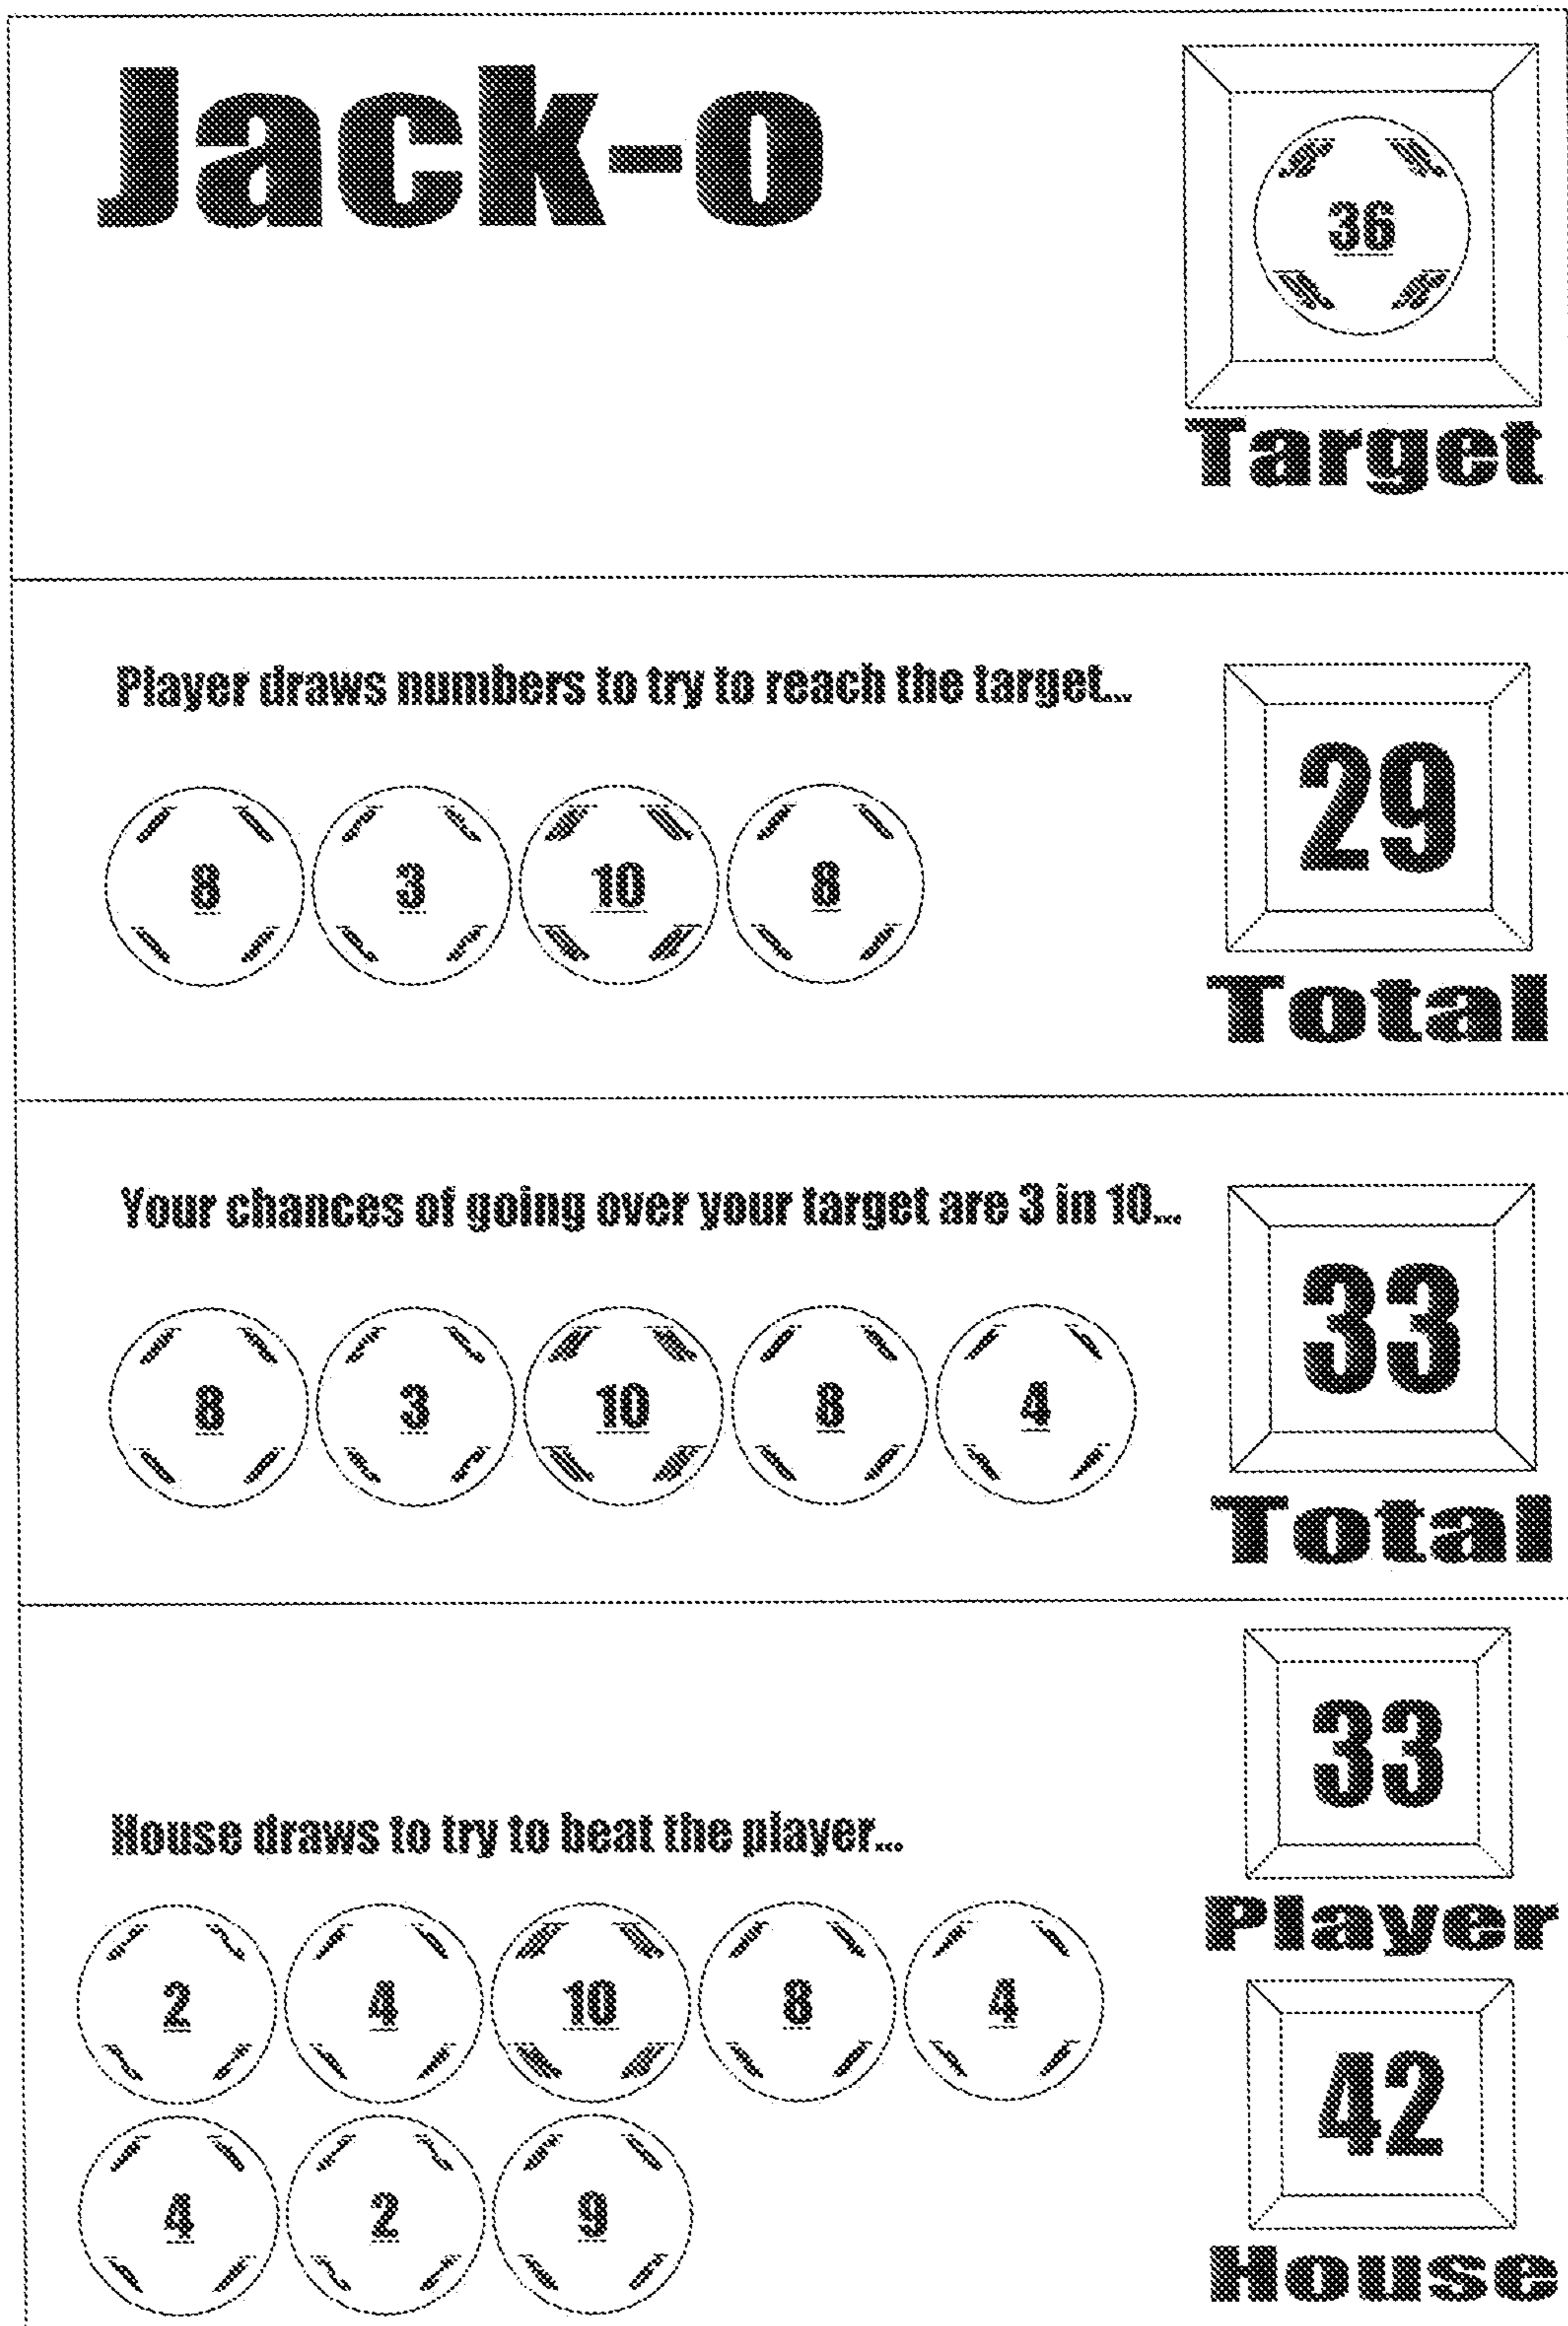 Jack-o
36
Target
Player draws numbers to try to reach the target...
8 3 10 8
29
Total
Your chances of going over your target are 3 in 10...
8 3 10 8 4
33
Total
33
Player
House draws to try to beat the player...
2 4 10 8 4
4 2 9
42
House